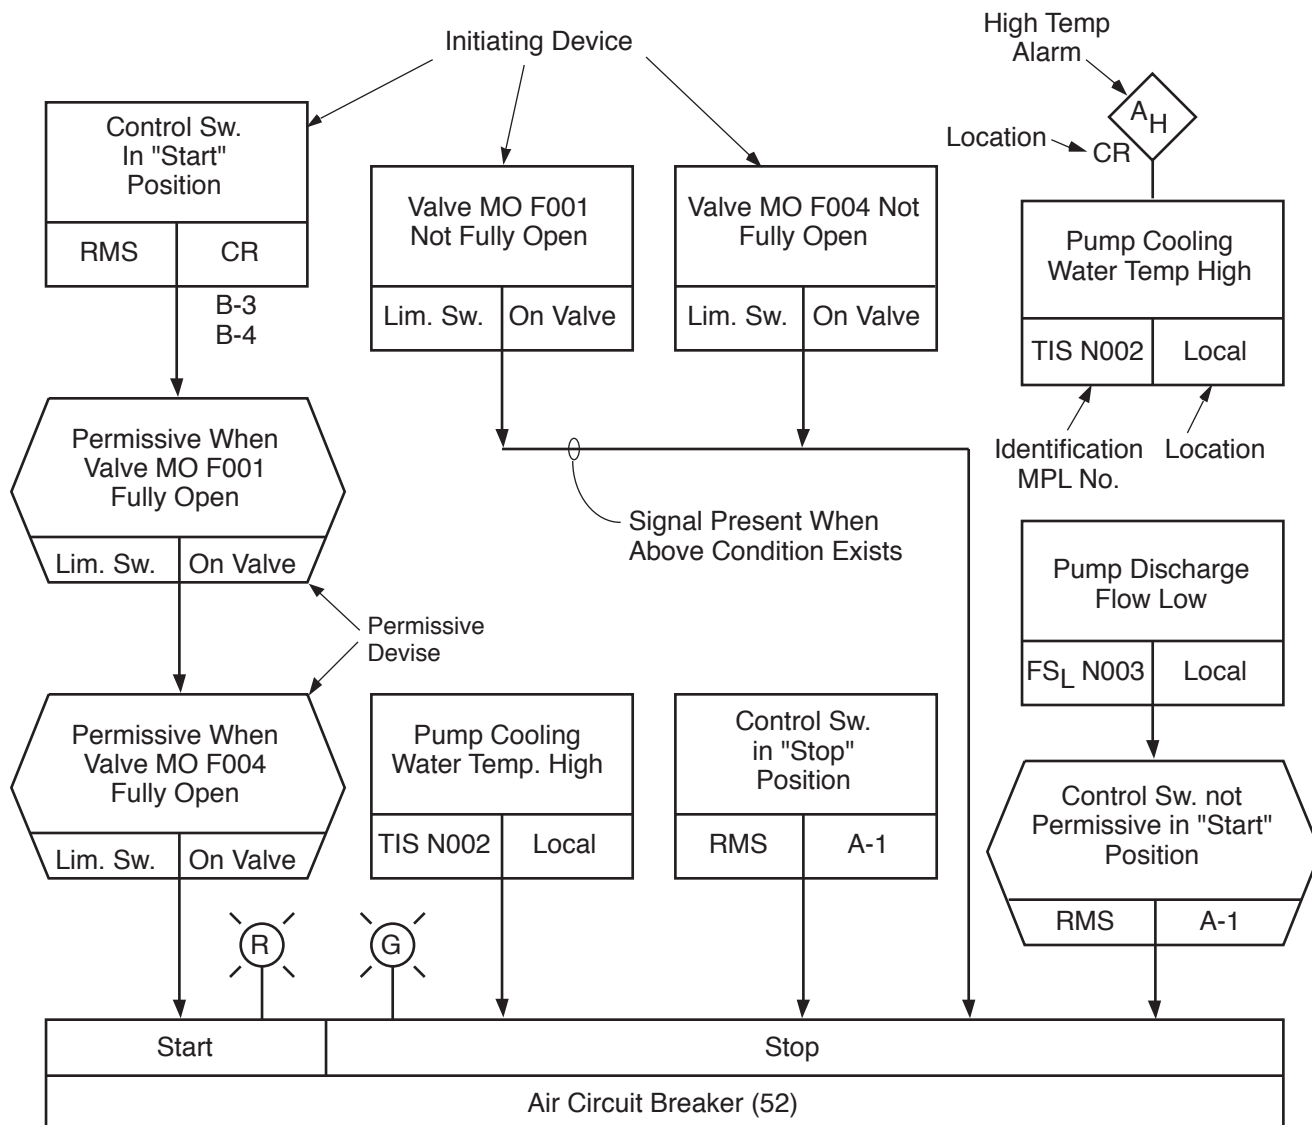 Initiating Device
High Temp
Alarm
A H
Location
CR
Control Sw.
In "Start"
Position
RMS
CR
B-3
B-4
Valve MO F001
Not Fully Open
Lim. Sw.
On Valve
Valve MO F004 Not
Fully Open
Lim. Sw.
On Valve
Pump Cooling
Water Temp High
TIS N002
Local
Identification
MPL No.
Location
Permissive When
Valve MO F001
Fully Open
Lim. Sw.
On Valve
Signal Present When
Above Condition Exists
Permissive
Devise
Pump Discharge
Flow Low
FSL N003
Local
Permissive When
Valve MO F004
Fully Open
Lim. Sw.
On Valve
Pump Cooling
Water Temp. High
TIS N002
Local
Control Sw.
in "Stop"
Position
RMS
A-1
Control Sw. not
Permissive in "Start"
Position
RMS
A-1
R
G
Start
Stop
Air Circuit Breaker (52)